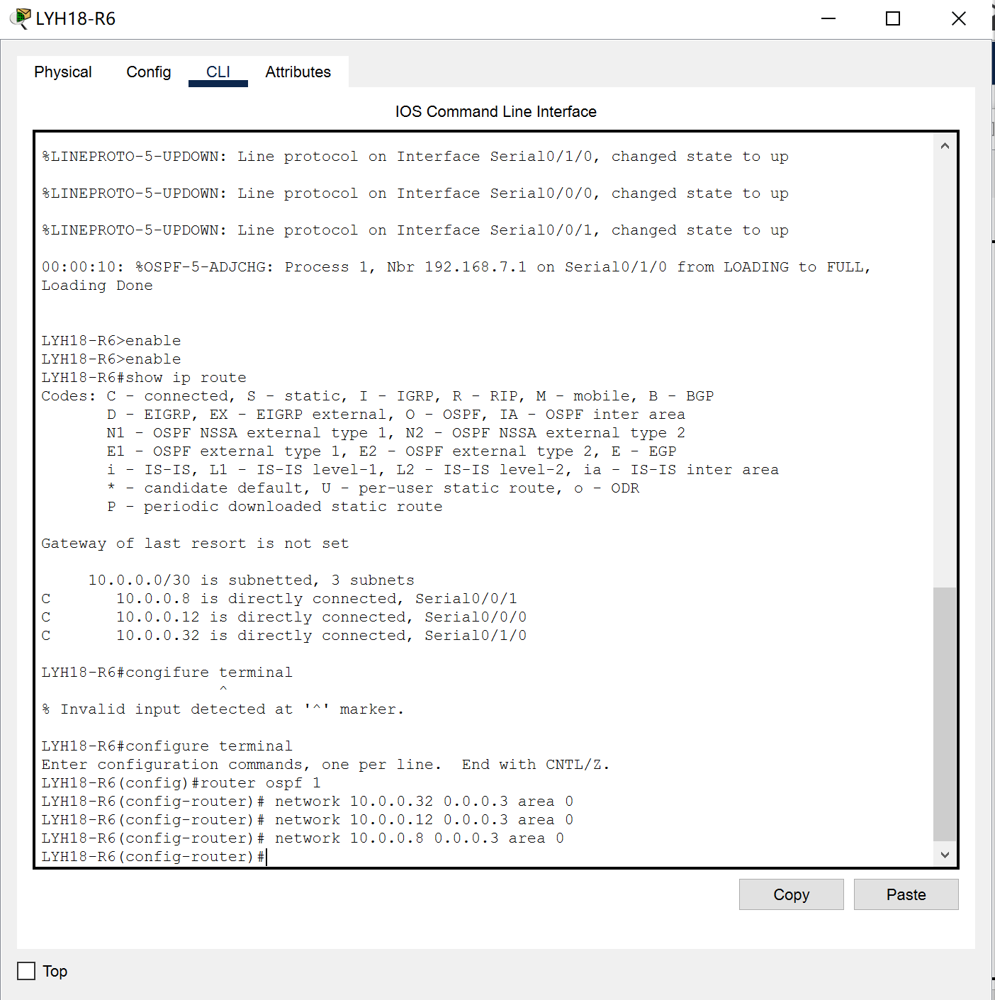 LYH18-R6
Physical Config CLI Attributes
IOS Command Line Interface
%LINEPROTO-5-UPDOWN: Line protocol on Interface Serial0/1/0, changed state to up
%LINEPROTO-5-UPDOWN: Line protocol on Interface Serial0/0/0, changed state to up
%LINEPROTO-5-UPDOWN: Line protocol on Interface Serial0/0/1, changed state to up
00:00:10: %OSPF-5-ADJCHG: Process 1, Nbr 192.168.7.1 on Serial0/1/0 from LOADING to FULL,
Loading Done
LYH18-R6>enable
LYH18-R6>enable
LYH18-R6#show ip route
Codes: C - connected, S - static, I - IGRP, R - RIP, M - mobile, B - BGP
D - EIGRP, EX - EIGRP external, O - OSPF, IA - OSPF inter area
N1 - OSPF NSSA external type 1, N2 - OSPF NSSA external type 2
E1 - OSPF external type 1, E2 - OSPF external type 2, E - EGP
i - IS-IS, L1 - IS-IS level-1, L2 - IS-IS level-2, ia - IS-IS inter area
* - candidate default, U - per-user static route, o - ODR
P - periodic downloaded static route
Gateway of last resort is not set
10.0.0.0/30 is subnetted, 3 subnets
C 10.0.0.8 is directly connected, Serial0/0/1
C 10.0.0.12 is directly connected, Serial0/0/0
C 10.0.0.32 is directly connected, Serial0/1/0
LYH18-R6#congifure terminal
^
% Invalid input detected at '^' marker.
LYH18-R6#configure terminal
Enter configuration commands, one per line. End with CNTL/Z.
LYH18-R6(config)#router ospf 1
LYH18-R6(config-router)# network 10.0.0.32 0.0.0.3 area 0
LYH18-R6(config-router)# network 10.0.0.12 0.0.0.3 area 0
LYH18-R6(config-router)# network 10.0.0.8 0.0.0.3 area 0
LYH18-R6(config-router)#
Copy Paste
Top